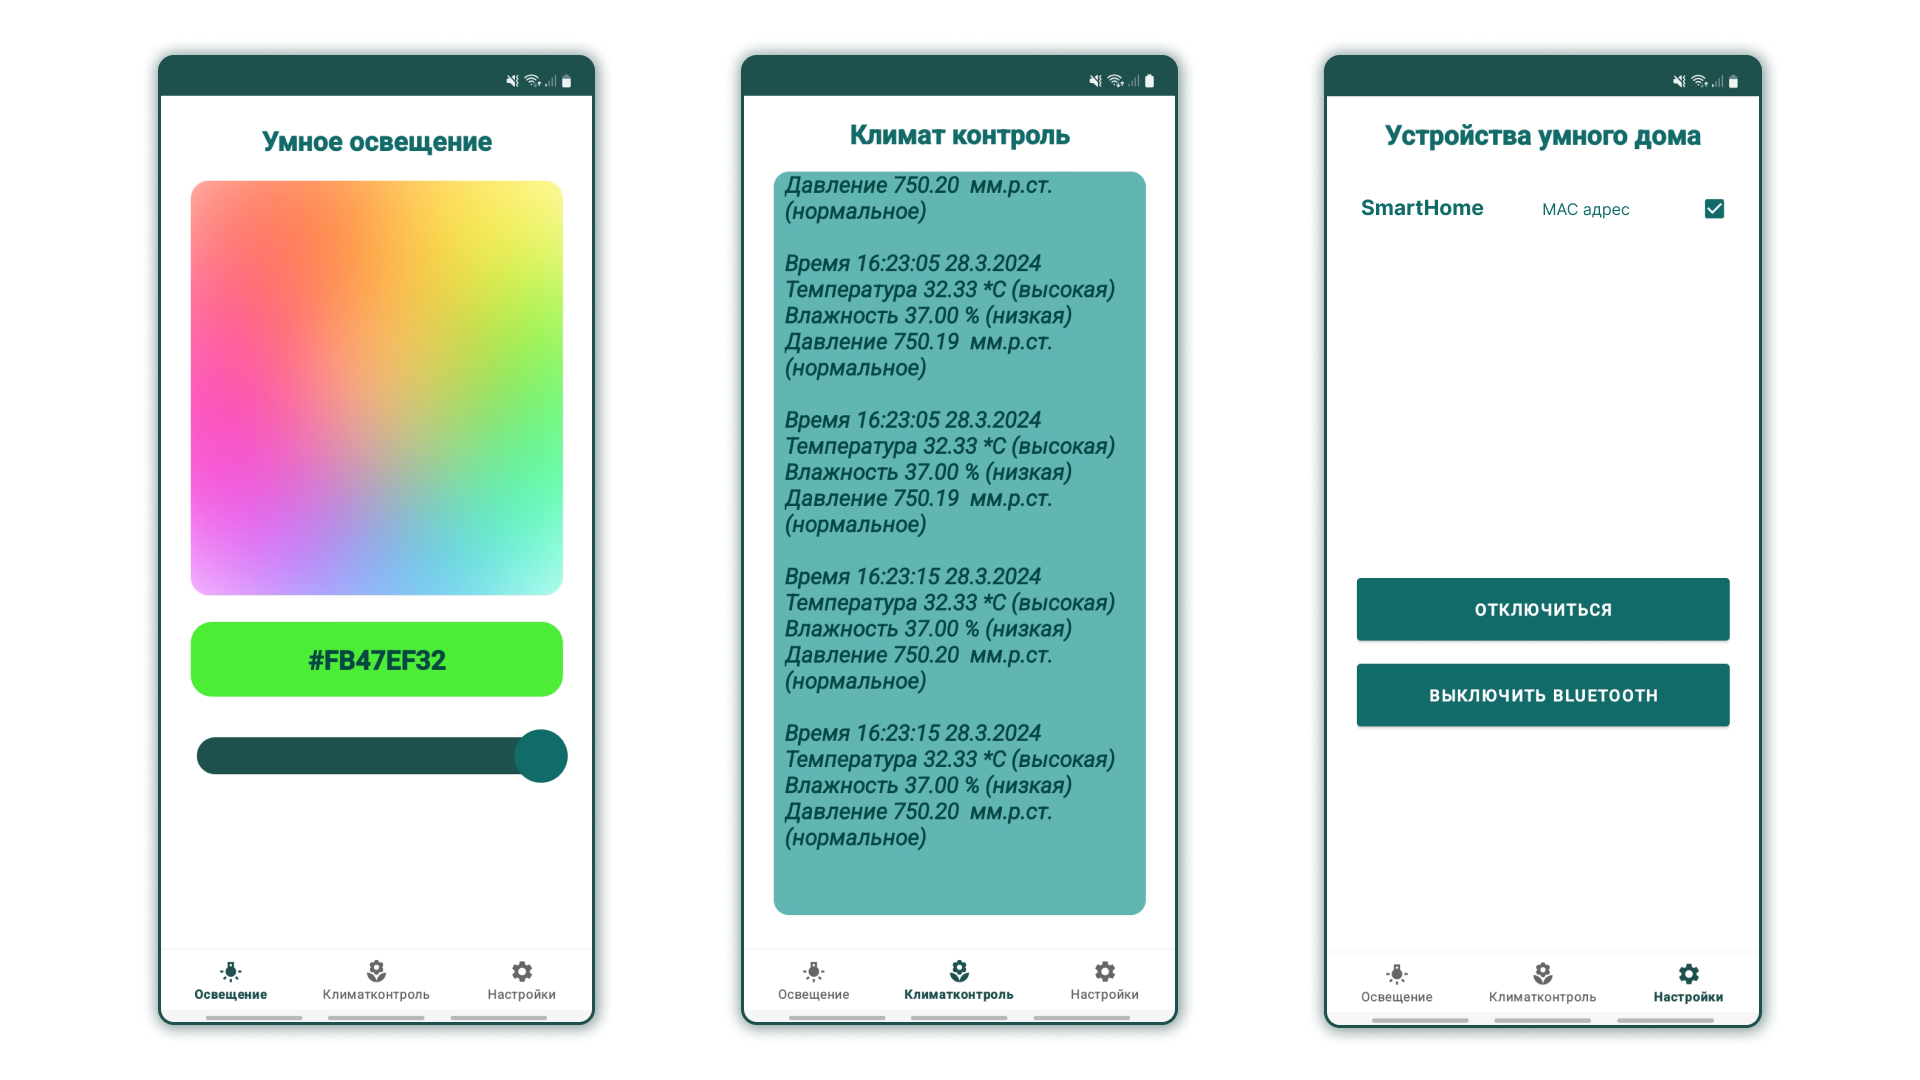 Умное освещение
#FB47EF32
Освещение
Климатконтроль
Настройки
Климат контроль
Давление 750.20 мм.р.ст.
(нормальное)
Время 16:23:05 28.3.2024
Температура 32.33 *C (высокая)
Влажность 37.00 % (низкая)
Давление 750.19 мм.р.ст.
(нормальное)
Время 16:23:05 28.3.2024
Температура 32.33 *C (высокая)
Влажность 37.00 % (низкая)
Давление 750.19 мм.р.ст.
(нормальное)
Время 16:23:15 28.3.2024
Температура 32.33 *C (высокая)
Влажность 37.00 % (низкая)
Давление 750.20 мм.р.ст.
(нормальное)
Время 16:23:15 28.3.2024
Температура 32.33 *C (высокая)
Влажность 37.00 % (низкая)
Давление 750.20 мм.р.ст.
(нормальное)
Освещение
Климатконтроль
Настройки
Устройства умного дома
SmartHome
MAC адрес
ОТКЛЮЧИТЬСЯ
ВЫКЛЮЧИТЬ BLUETOOTH
Освещение
Климатконтроль
Настройки